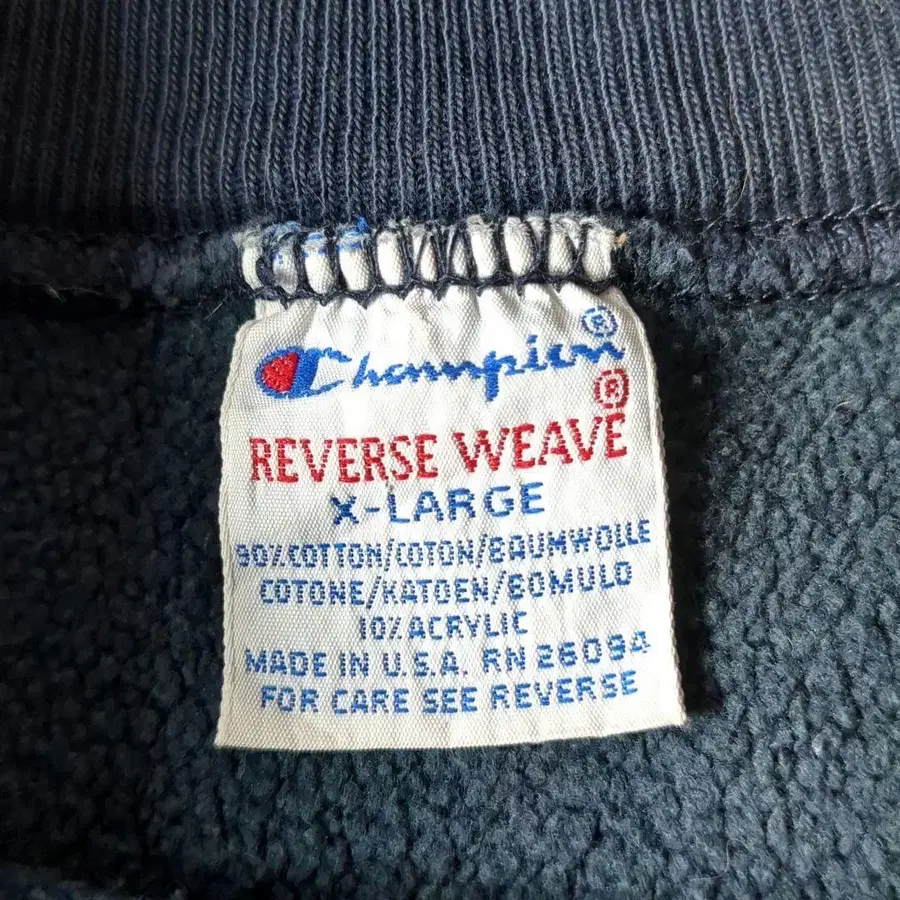 Champion®
REVERSE WEAVE®
X-LARGE
90% COTTON/COTON/BAUMWOLLE
COTONE/KATOEN/BOMULD
10% ACRYLIC
MADE IN U.S.A. RN 26094
FOR CARE SEE REVERSE